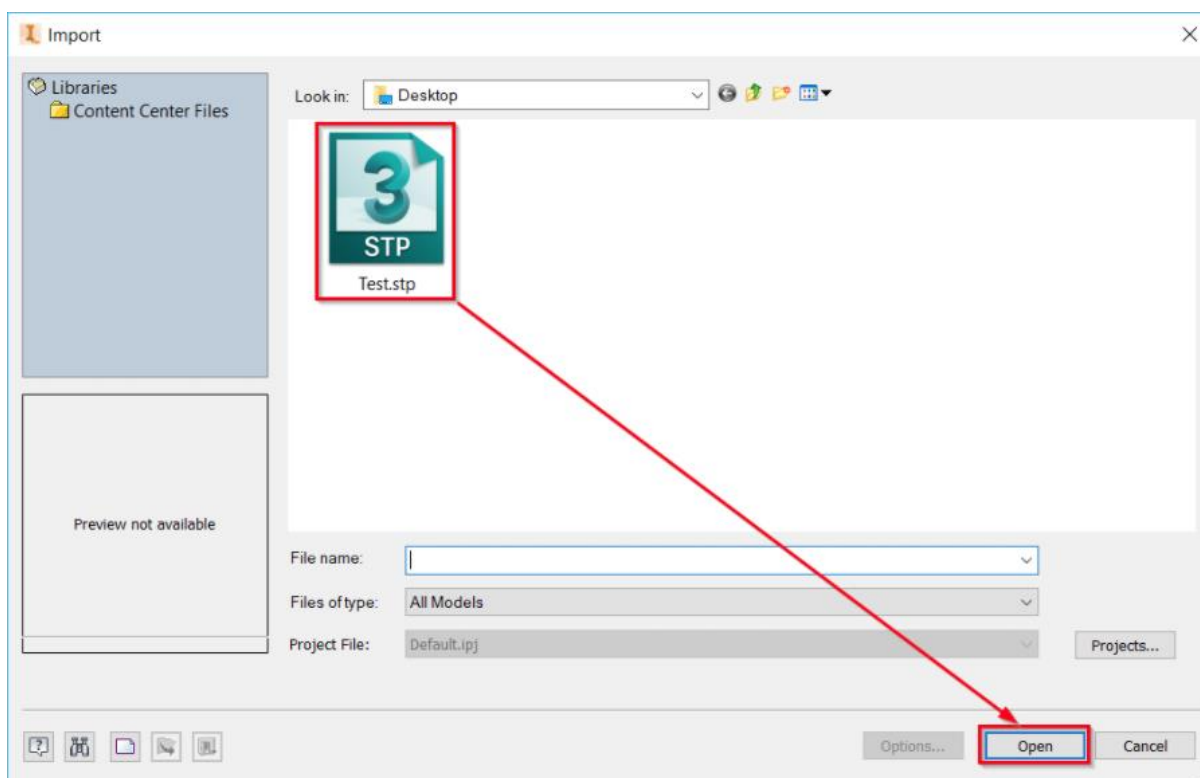 Import
Libraries
Content Center Files
Look in:
Desktop
3
STP
Test.stp
Preview not available
File name:
Files of type:
All Models
Project File:
Default.ipj
Projects...
Options...
Open
Cancel